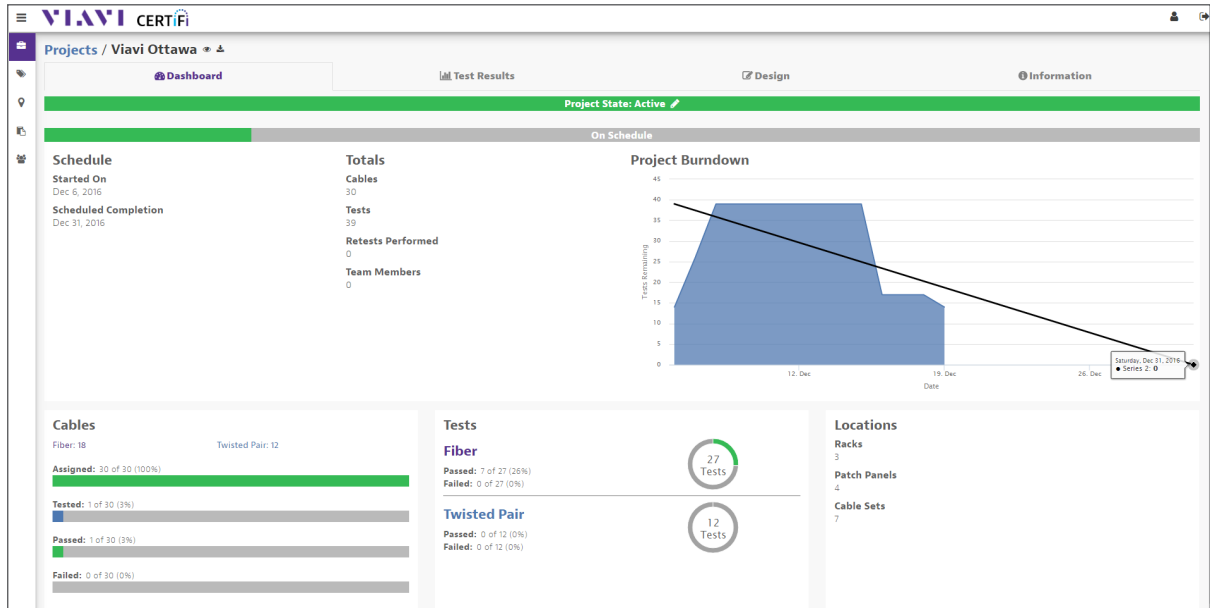 VIAVI CERTiFi
Projects / Viavi Ottawa
Dashboard
Test Results
Design
Information
Project State: Active
On Schedule
Schedule
Started On
Dec 6, 2016
Scheduled Completion
Dec 31, 2016
Totals
Cables
30
Tests
39
Retests Performed
0
Team Members
0
Project Burndown
45
40
35
30
25
20
15
10
5
0
Tests Remaining
12. Dec
19. Dec
26. Dec
Date
Saturday, Dec 31, 2016
● Series 2: 0
Cables
Fiber: 18
Twisted Pair: 12
Assigned: 30 of 30 (100%)
Tested: 1 of 30 (3%)
Passed: 1 of 30 (3%)
Failed: 0 of 30 (0%)
Tests
Fiber
Passed: 7 of 27 (26%)
Failed: 0 of 27 (0%)
27
Tests
Twisted Pair
Passed: 0 of 12 (0%)
Failed: 0 of 12 (0%)
12
Tests
Locations
Racks
3
Patch Panels
4
Cable Sets
7